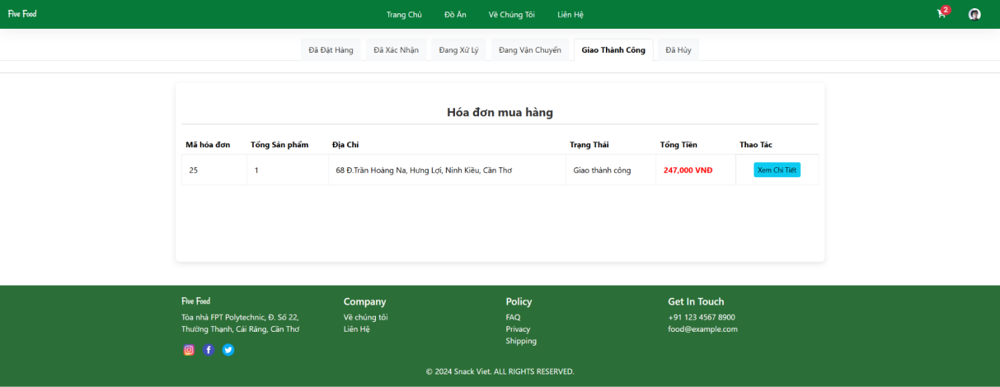 Five Food
Trang Chủ Đồ Ăn Về Chúng Tôi Liên Hệ
2
Đã Đặt Hàng Đã Xác Nhận Đang Xử Lý Đang Vận Chuyển Giao Thành Công Đã Hủy
Hóa đơn mua hàng
Mã hóa đơn Tổng Sản phẩm Địa Chỉ Trạng Thái Tổng Tiền Thao Tác
25 1 68 Đ.Trần Hoàng Na, Hưng Lợi, Ninh Kiều, Cần Thơ Giao thành công 247,000 VNĐ Xem Chi Tiết
Five Food Company Policy Get In Touch
Tòa nhà FPT Polytechnic, Đ. Số 22, Về chúng tôi FAQ +91 123 4567 8900
Thường Thạnh, Cái Răng, Cần Thơ Liên Hệ Privacy food@example.com
Shipping
© 2024 Snack Viet. ALL RIGHTS RESERVED.